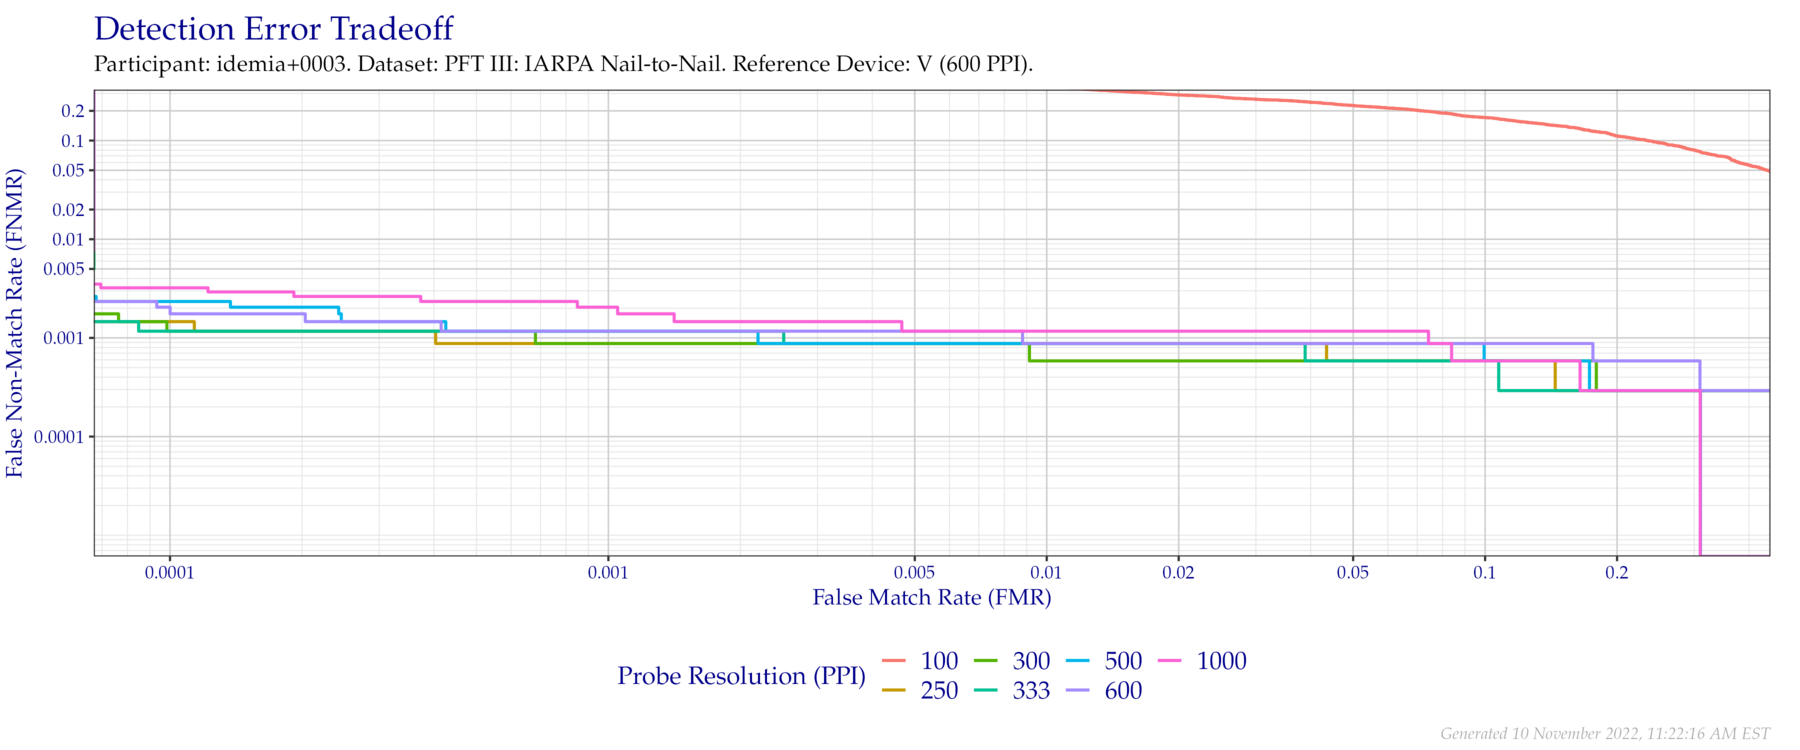 Detection Error Tradeoff
Participant: idemia+0003. Dataset: PFT III: IARPA Nail-to-Nail. Reference Device: V (600 PPI).
False Non-Match Rate (FNMR)
0.2
0.1
0.05
0.02
0.01
0.005
0.001
0.0001
0.0001 0.001 0.005 0.01 0.02 0.05 0.1 0.2
False Match Rate (FMR)
Probe Resolution (PPI)
100 300 500 1000
250 333 600
Generated 10 November 2022, 11:22:16 AM EST